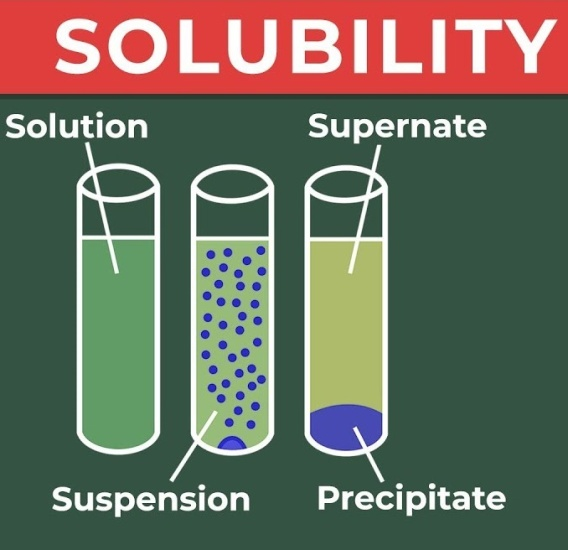 SOLUBILITY
Solution
Supernate
Suspension
Precipitate